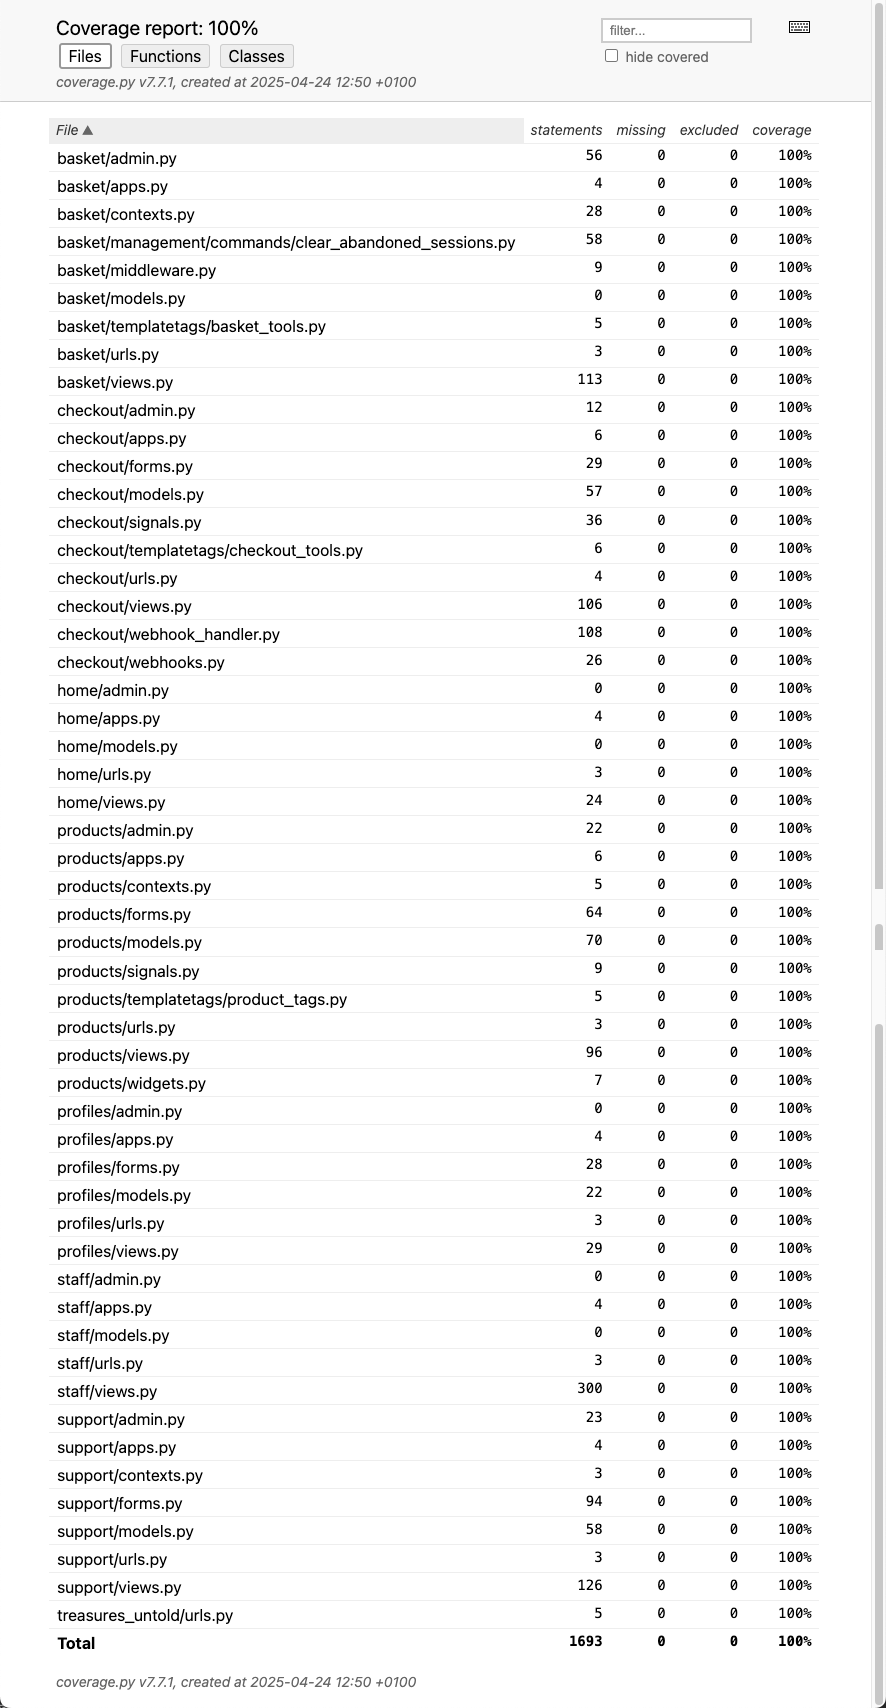 Coverage report: 100%
filter...
Files Functions Classes
hide covered
coverage.py v7.7.1, created at 2025-04-24 12:50 +0100
File ▲ statements missing excluded coverage
basket/admin.py 56 0 0 100%
basket/apps.py 4 0 0 100%
basket/contexts.py 28 0 0 100%
basket/management/commands/clear_abandoned_sessions.py 58 0 0 100%
basket/middleware.py 9 0 0 100%
basket/models.py 0 0 0 100%
basket/templatetags/basket_tools.py 5 0 0 100%
basket/urls.py 3 0 0 100%
basket/views.py 113 0 0 100%
checkout/admin.py 12 0 0 100%
checkout/apps.py 6 0 0 100%
checkout/forms.py 29 0 0 100%
checkout/models.py 57 0 0 100%
checkout/signals.py 36 0 0 100%
checkout/templatetags/checkout_tools.py 6 0 0 100%
checkout/urls.py 4 0 0 100%
checkout/views.py 106 0 0 100%
checkout/webhook_handler.py 108 0 0 100%
checkout/webhooks.py 26 0 0 100%
home/admin.py 0 0 0 100%
home/apps.py 4 0 0 100%
home/models.py 0 0 0 100%
home/urls.py 3 0 0 100%
home/views.py 24 0 0 100%
products/admin.py 22 0 0 100%
products/apps.py 6 0 0 100%
products/contexts.py 5 0 0 100%
products/forms.py 64 0 0 100%
products/models.py 70 0 0 100%
products/signals.py 9 0 0 100%
products/templatetags/product_tags.py 5 0 0 100%
products/urls.py 3 0 0 100%
products/views.py 96 0 0 100%
products/widgets.py 7 0 0 100%
profiles/admin.py 0 0 0 100%
profiles/apps.py 4 0 0 100%
profiles/forms.py 28 0 0 100%
profiles/models.py 22 0 0 100%
profiles/urls.py 3 0 0 100%
profiles/views.py 29 0 0 100%
staff/admin.py 0 0 0 100%
staff/apps.py 4 0 0 100%
staff/models.py 0 0 0 100%
staff/urls.py 3 0 0 100%
staff/views.py 300 0 0 100%
support/admin.py 23 0 0 100%
support/apps.py 4 0 0 100%
support/contexts.py 3 0 0 100%
support/forms.py 94 0 0 100%
support/models.py 58 0 0 100%
support/urls.py 3 0 0 100%
support/views.py 126 0 0 100%
treasures_untold/urls.py 5 0 0 100%
Total 1693 0 0 100%
coverage.py v7.7.1, created at 2025-04-24 12:50 +0100